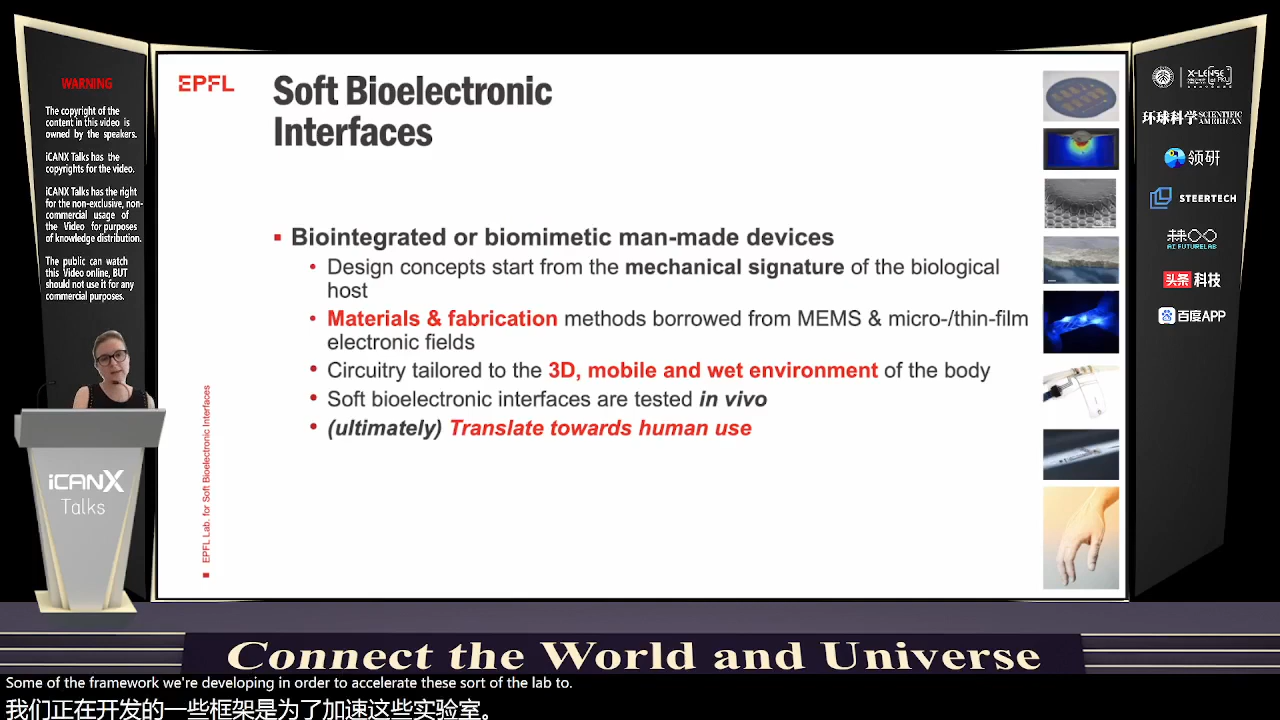 WARNING
The copyright of the
content in this video is
owned by the speakers.
iCANX Talks has the
copyrights for the video.
iCANX Talks has the right
for the non-exclusive, non-
commercial usage of
the Video for purposes
of knowledge distribution.
The public can watch
this Video online, BUT
should not use it for any
commercial purposes.
iCANX
Talks
EPFL
Soft Bioelectronic
Interfaces
▪ Biointegrated or biomimetic man-made devices
• Design concepts start from the mechanical signature of the biological
host
• Materials & fabrication methods borrowed from MEMS & micro-/thin-film
electronic fields
• Circuitry tailored to the 3D, mobile and wet environment of the body
• Soft bioelectronic interfaces are tested in vivo
• (ultimately) Translate towards human use
EPFL Lab. for Soft Bioelectronic Interfaces
X-LENSE
环球科学 SCIENTIFIC AMERICAN
领研
STEERTECH
AI FUTURELAB
头条 科技
百度APP
Connect the World and Universe
Some of the framework we're developing in order to accelerate these sort of the lab to.
我们正在开发的一些框架是为了加速这些实验室。